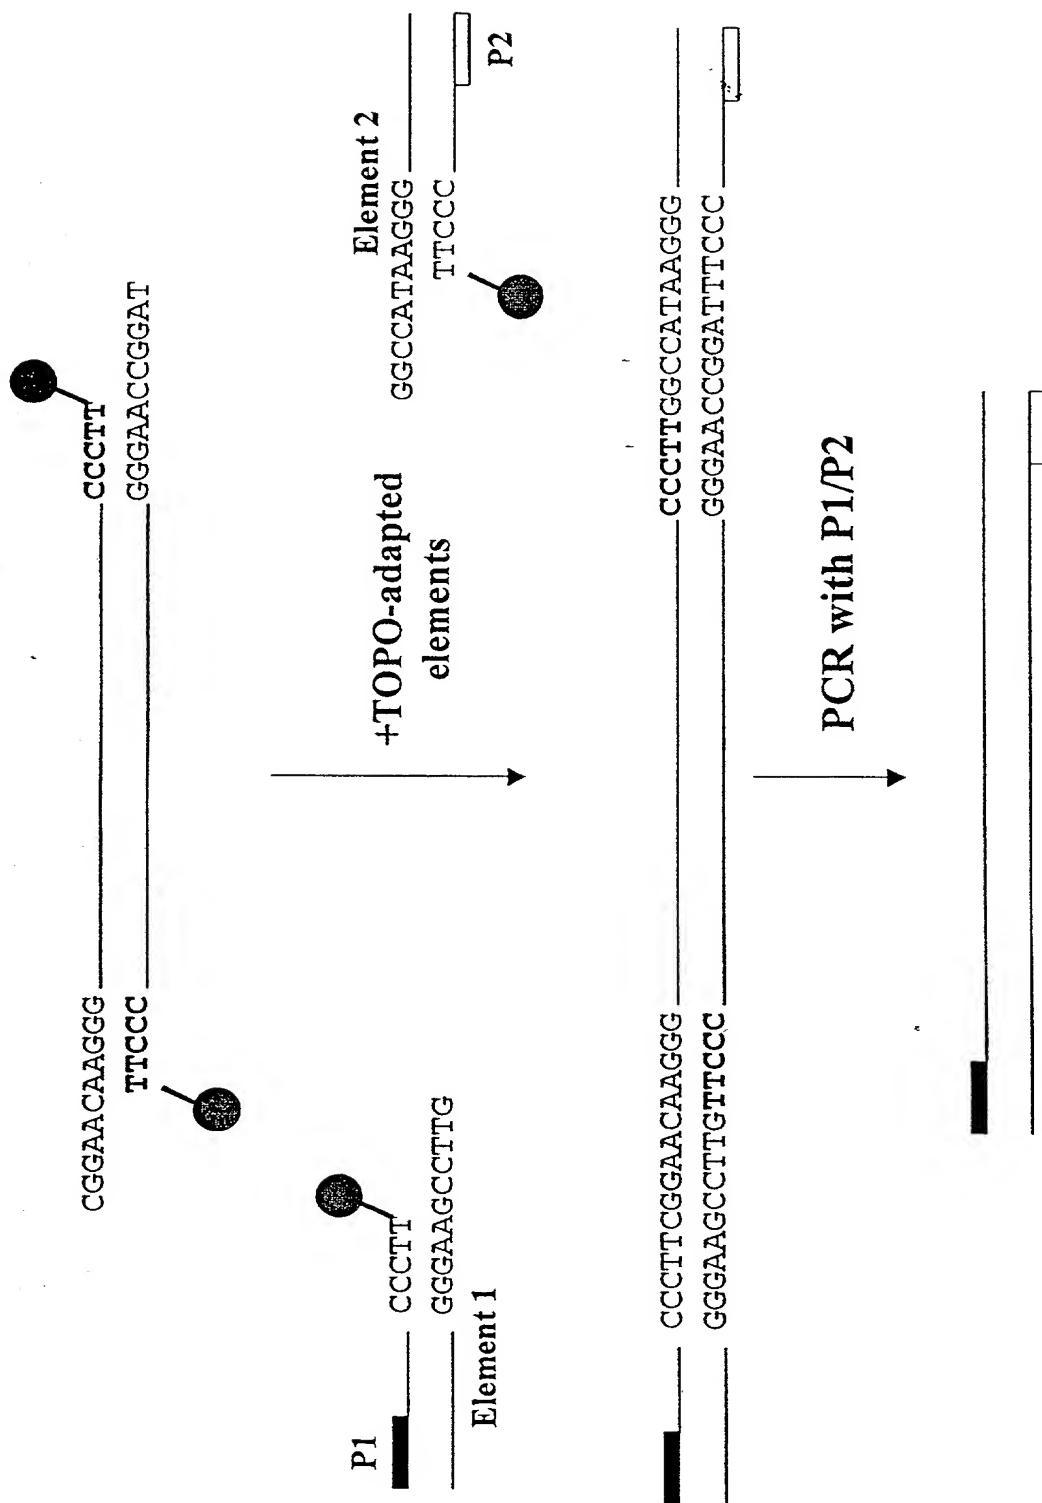 CGGAACAAGGG
CCCTT
TTCCC
GGGAACCGGAT
P1
CCCTT
GGGAAGCCTTG
Element 1
+TOPO-adapted
elements
Element 2
GGCCATAAGGG
TTCCC
P2
CCCTTCGGAACAAGGG
CCCTTGGCCATAAGGG
GGGAAGCCTTGTTCCC
GGGAACCGGATTTCCC
PCR with P1/P2